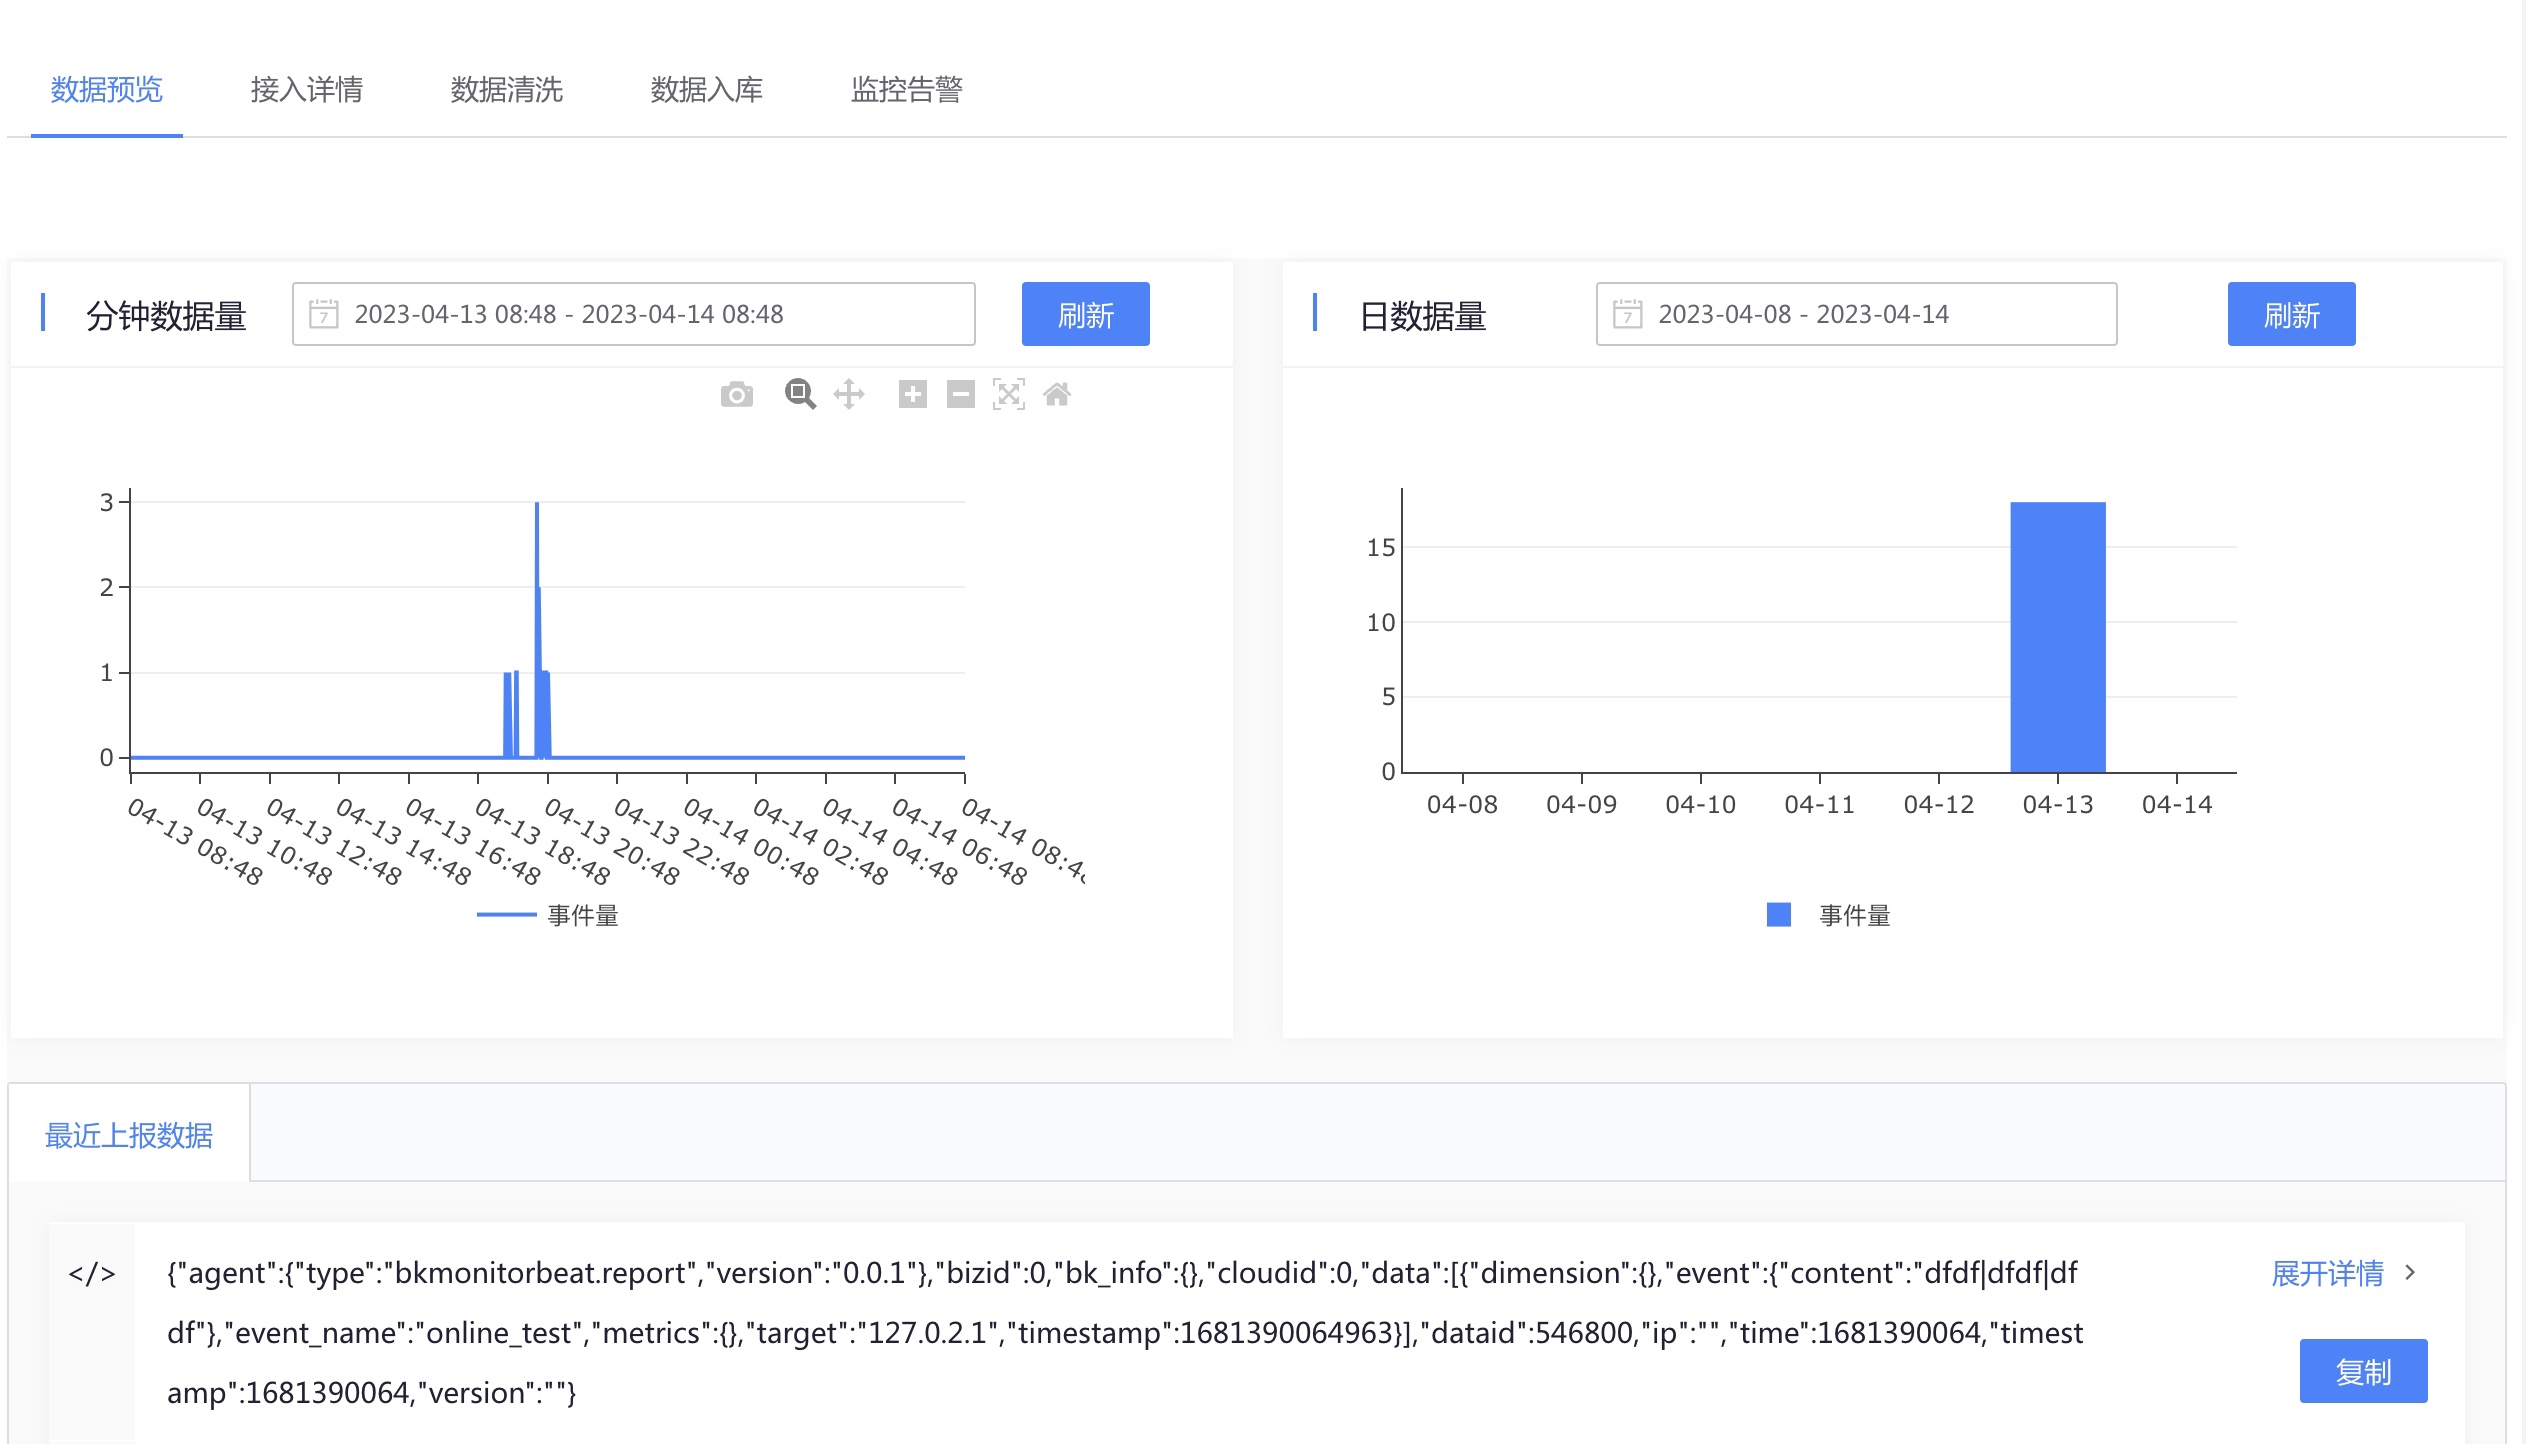 数据预览 接入详情 数据清洗 数据入库 监控告警
分钟数据量 7 2023-04-13 08:48 - 2023-04-14 08:48 刷新
3
2
1
0
04-13 08:48 04-13 10:48 04-13 12:48 04-13 14:48 04-13 16:48 04-13 18:48 04-13 20:48 04-13 22:48 04-14 00:48 04-14 02:48 04-14 04:48 04-14 06:48 04-14 08:4
事件量
日数据量 7 2023-04-08 - 2023-04-14 刷新
15
10
5
0
04-08 04-09 04-10 04-11 04-12 04-13 04-14
事件量
最近上报数据
</> {"agent":{"type":"bkmonitorbeat.report","version":"0.0.1"},"bizid":0,"bk_info":{},"cloudid":0,"data":[{"dimension":{},"event":{"content":"dfdf|dfdf|df 展开详情 >
df"},"event_name":"online_test","metrics":{},"target":"127.0.2.1","timestamp":1681390064963}],"dataid":546800,"ip":"","time":1681390064,"timest
amp":1681390064,"version":""}
复制